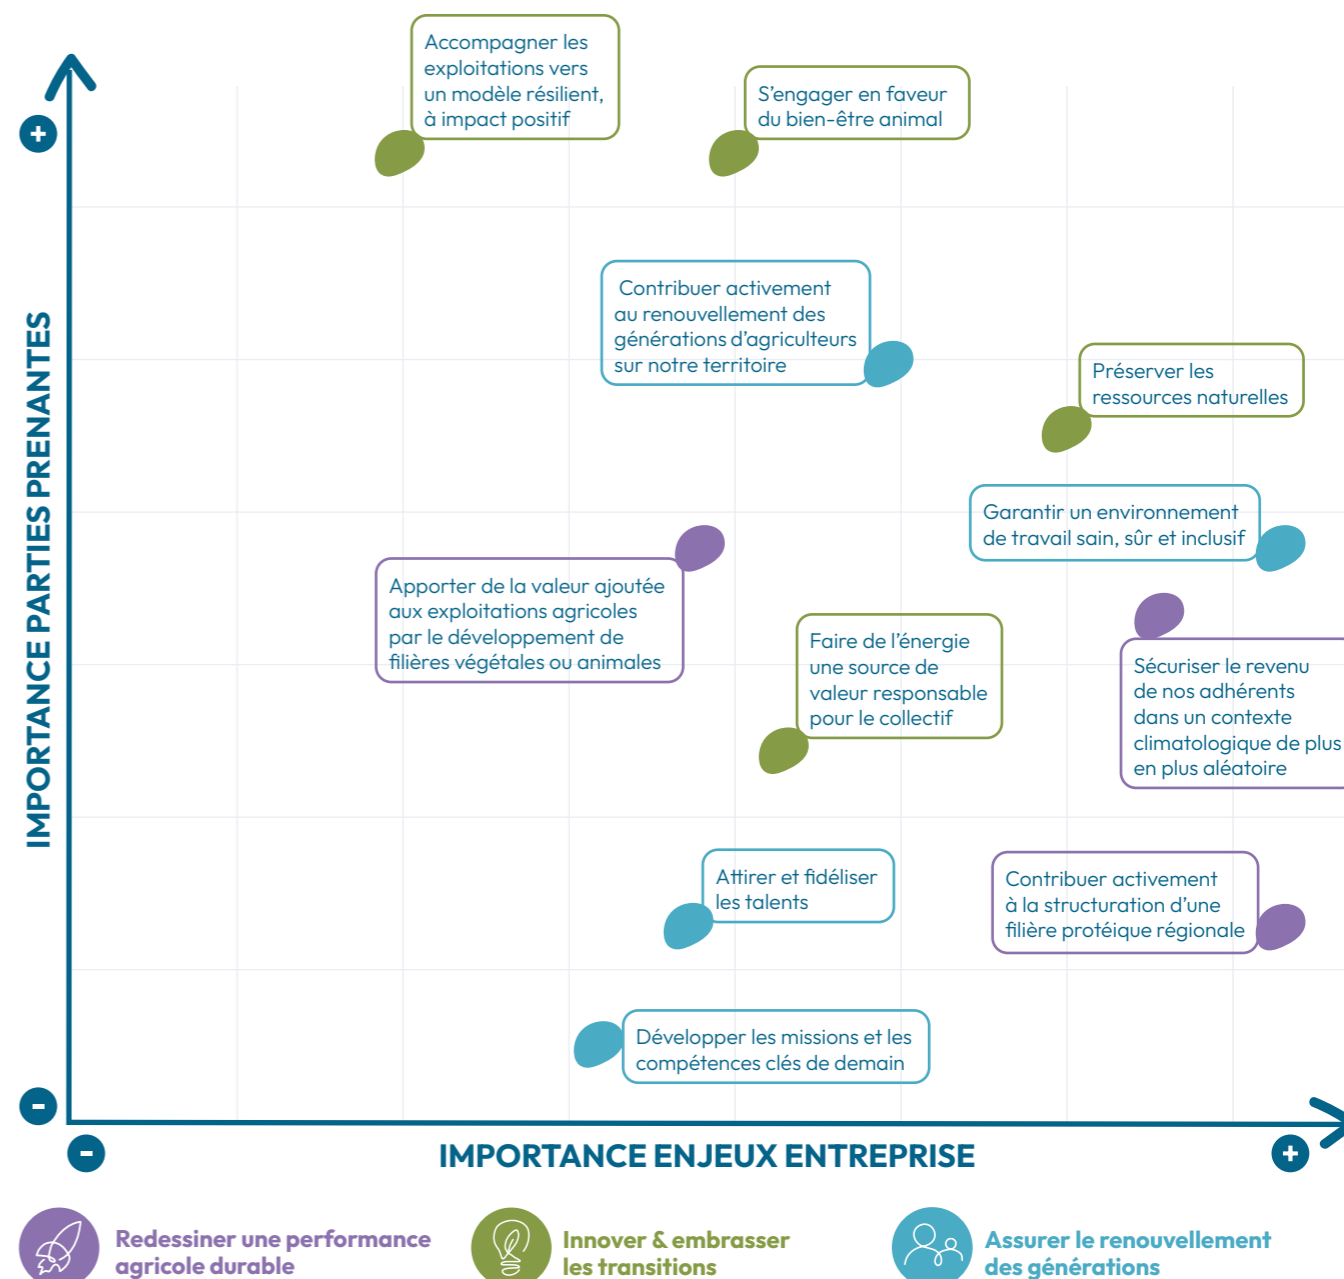 Accompagner les
exploitations vers
un modèle résilient,
à impact positif
S'engager en faveur
du bien-être animal
+
Contribuer activement
au renouvellement des
générations d'agriculteurs
sur notre territoire
Préserver les
ressources naturelles
IMPORTANCE PARTIES PRENANTES
Garantir un environnement
de travail sain, sûr et inclusif
Apporter de la valeur ajoutée
aux exploitations agricoles
par le développement de
filières végétales ou animales
Faire de l'énergie
une source de
valeur responsable
pour le collectif
Sécuriser le revenu
de nos adhérents
dans un contexte
climatologique de plus
en plus aléatoire
Attirer et fidéliser
les talents
Contribuer activement
à la structuration d'une
filière protéique régionale
Développer les missions et les
compétences clés de demain
-
-
IMPORTANCE ENJEUX ENTREPRISE
+
Redessiner une performance
agricole durable
Innover & embrasser
les transitions
Assurer le renouvellement
des générations